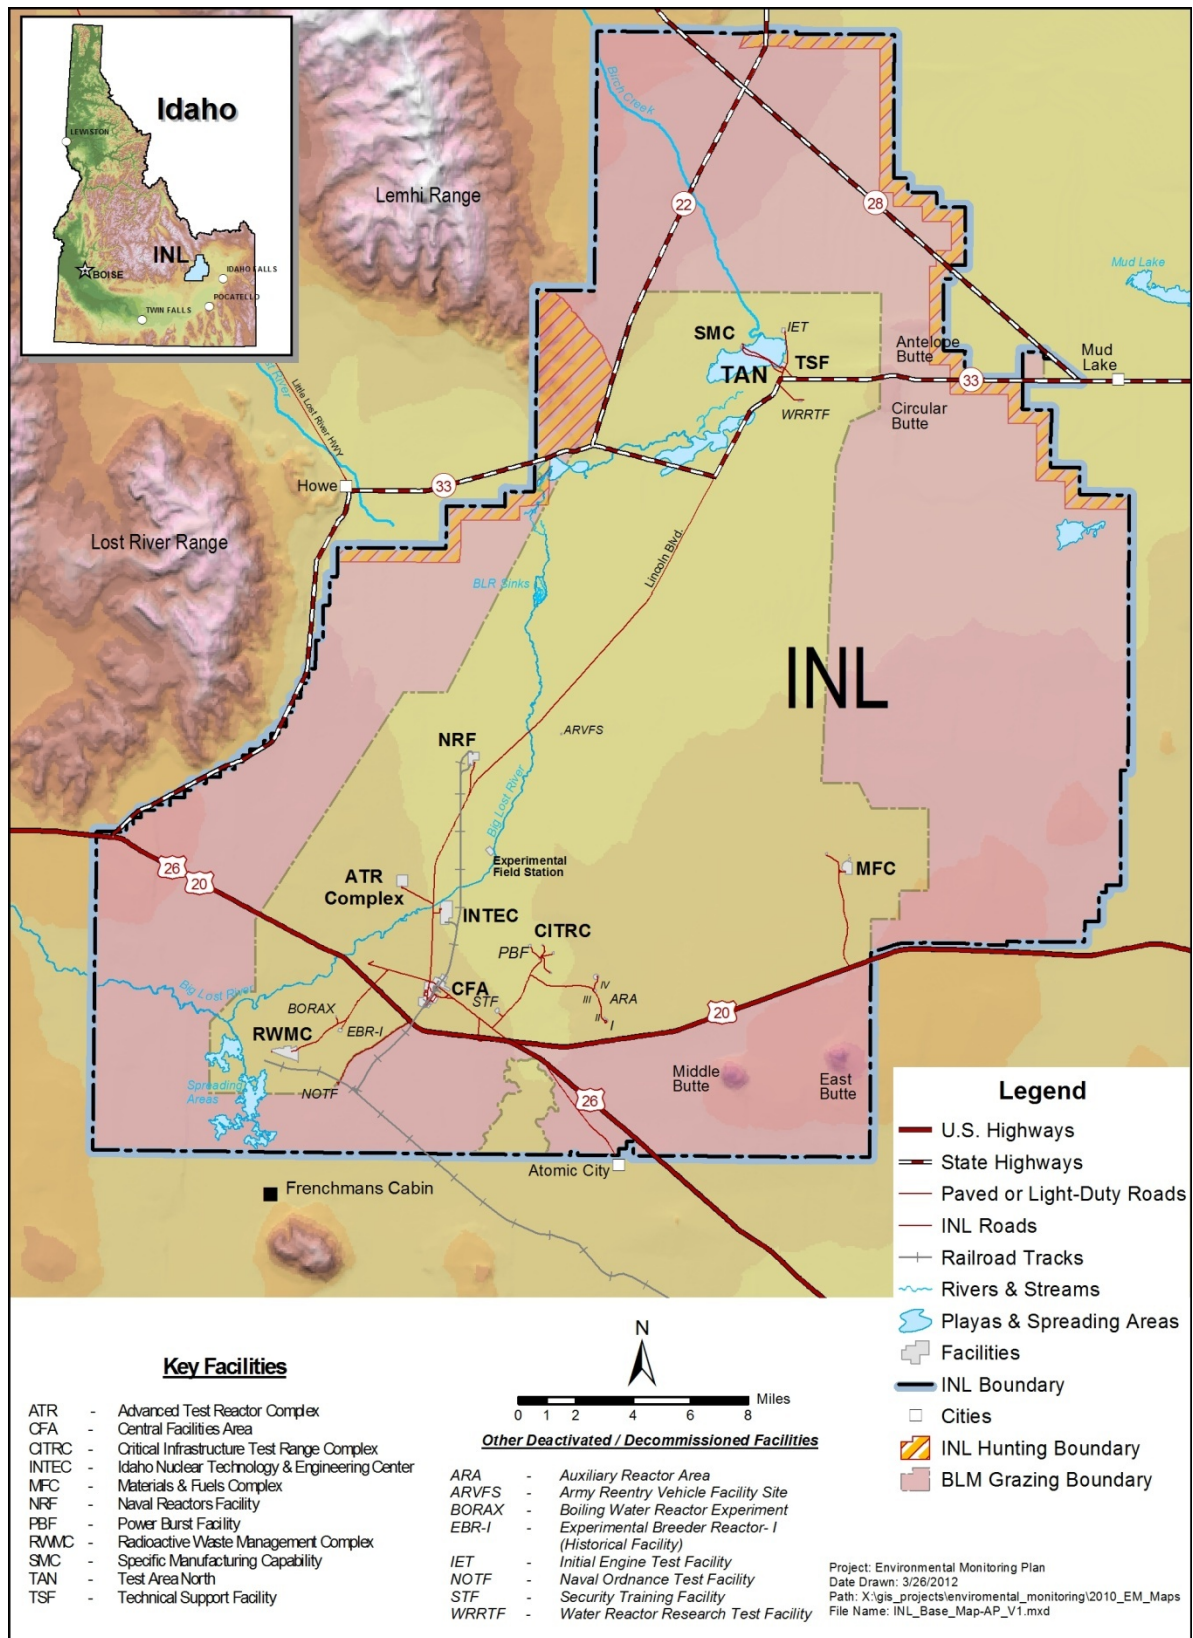 Idaho
LEWISTON
INL
BOISE
IDAHO FALLS
POCATELLO
TWIN FALLS
Birch Creek
Lemhi Range
22
28
Mud Lake
SMC
IET
TSF
TAN
Antelope
Butte
Mud
Lake
33
WRRTF
Circular
Butte
Little Lost River HWY
Howe
33
Lost River Range
BLR Sinks
Lincoln Blvd.
INL
ARVFS
NRF
Big Lost River
Experimental
Field Station
26
20
ATR
Complex
MFC
INTEC
CITRC
PBF
Big Lost River
BORAX
CFA
STF
IV
III
ARA
II
I
RWMC
EBR-I
20
Spreading
Areas
NOTF
Middle
Butte
East
Butte
26
Atomic City
Frenchmans Cabin
Legend
U.S. Highways
State Highways
Paved or Light-Duty Roads
INL Roads
Railroad Tracks
Rivers & Streams
Playas & Spreading Areas
Facilities
INL Boundary
Cities
INL Hunting Boundary
BLM Grazing Boundary
N
Miles
0 1 2 4 6 8
Key Facilities
ATR - Advanced Test Reactor Complex
CFA - Central Facilities Area
CITRC - Critical Infrastructure Test Range Complex
INTEC - Idaho Nuclear Technology & Engineering Center
MFC - Materials & Fuels Complex
NRF - Naval Reactors Facility
PBF - Power Burst Facility
RWMC - Radioactive Waste Management Complex
SMC - Specific Manufacturing Capability
TAN - Test Area North
TSF - Technical Support Facility
Other Deactivated / Decommissioned Facilities
ARA - Auxiliary Reactor Area
ARVFS - Army Reentry Vehicle Facility Site
BORAX - Boiling Water Reactor Experiment
EBR-I - Experimental Breeder Reactor- I
(Historical Facility)
IET - Initial Engine Test Facility
NOTF - Naval Ordnance Test Facility
STF - Security Training Facility
WRRTF - Water Reactor Research Test Facility
Project: Environmental Monitoring Plan
Date Drawn: 3/26/2012
Path: X:\gis_projects\enviromental_monitoring\2010_EM_Maps
File Name: INL_Base_Map-AP_V1.mxd